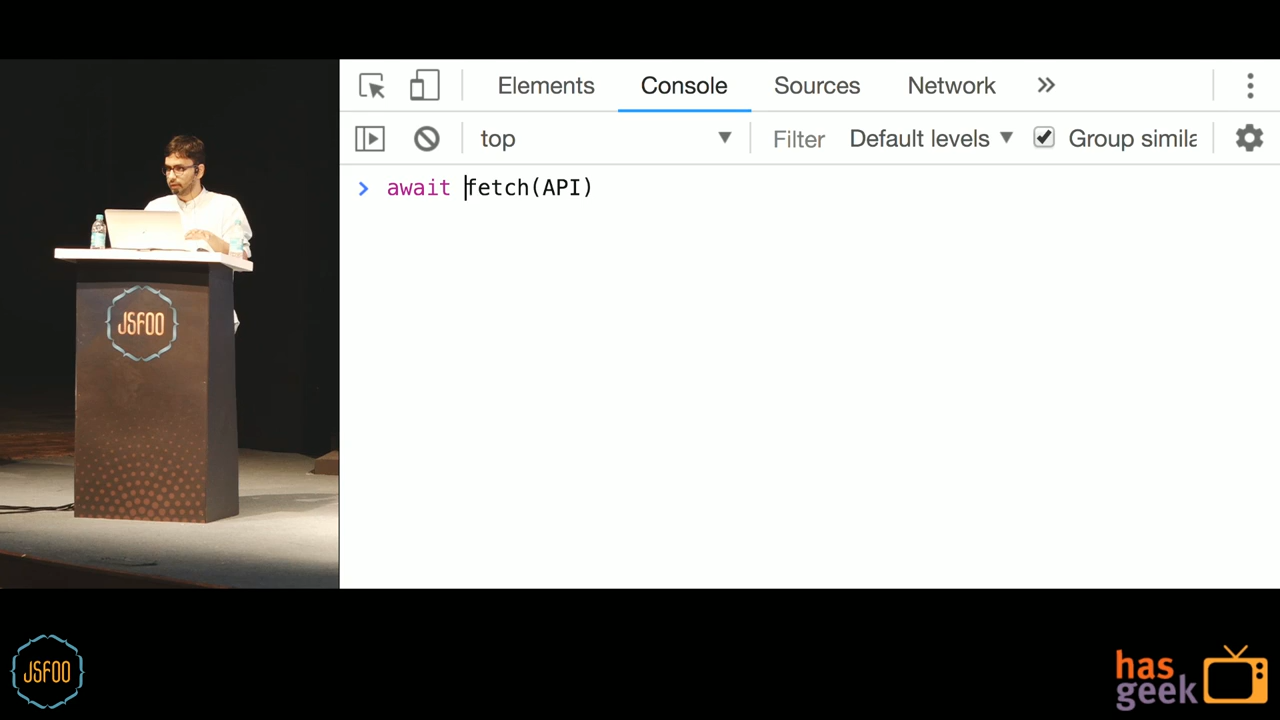 Elements Console Sources Network »
top ▼ Filter Default levels ▼ Group simila
> await fetch(API)
JSFOO
JSFOO
has
geek